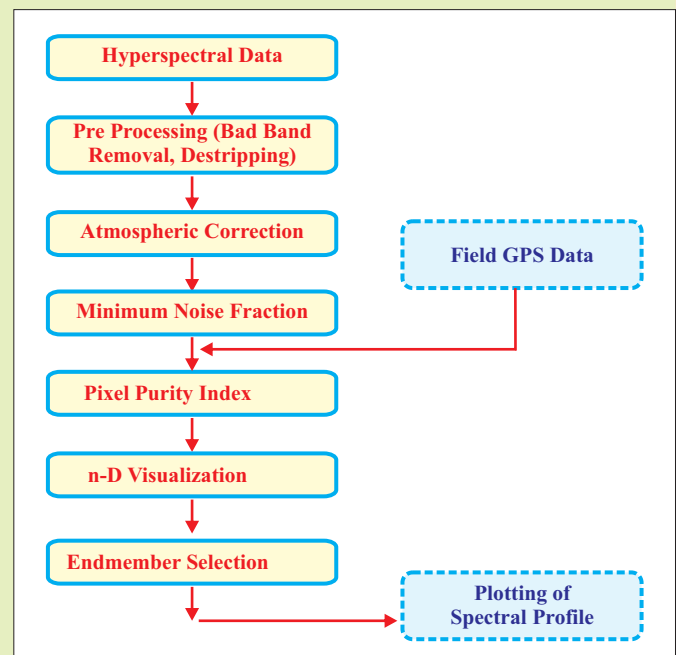 Hyperspectral Data
Pre Processing (Bad Band
Removal, Destripping)
Atmospheric Correction
Field GPS Data
Minimum Noise Fraction
Pixel Purity Index
n-D Visualization
Endmember Selection
Plotting of
Spectral Profile